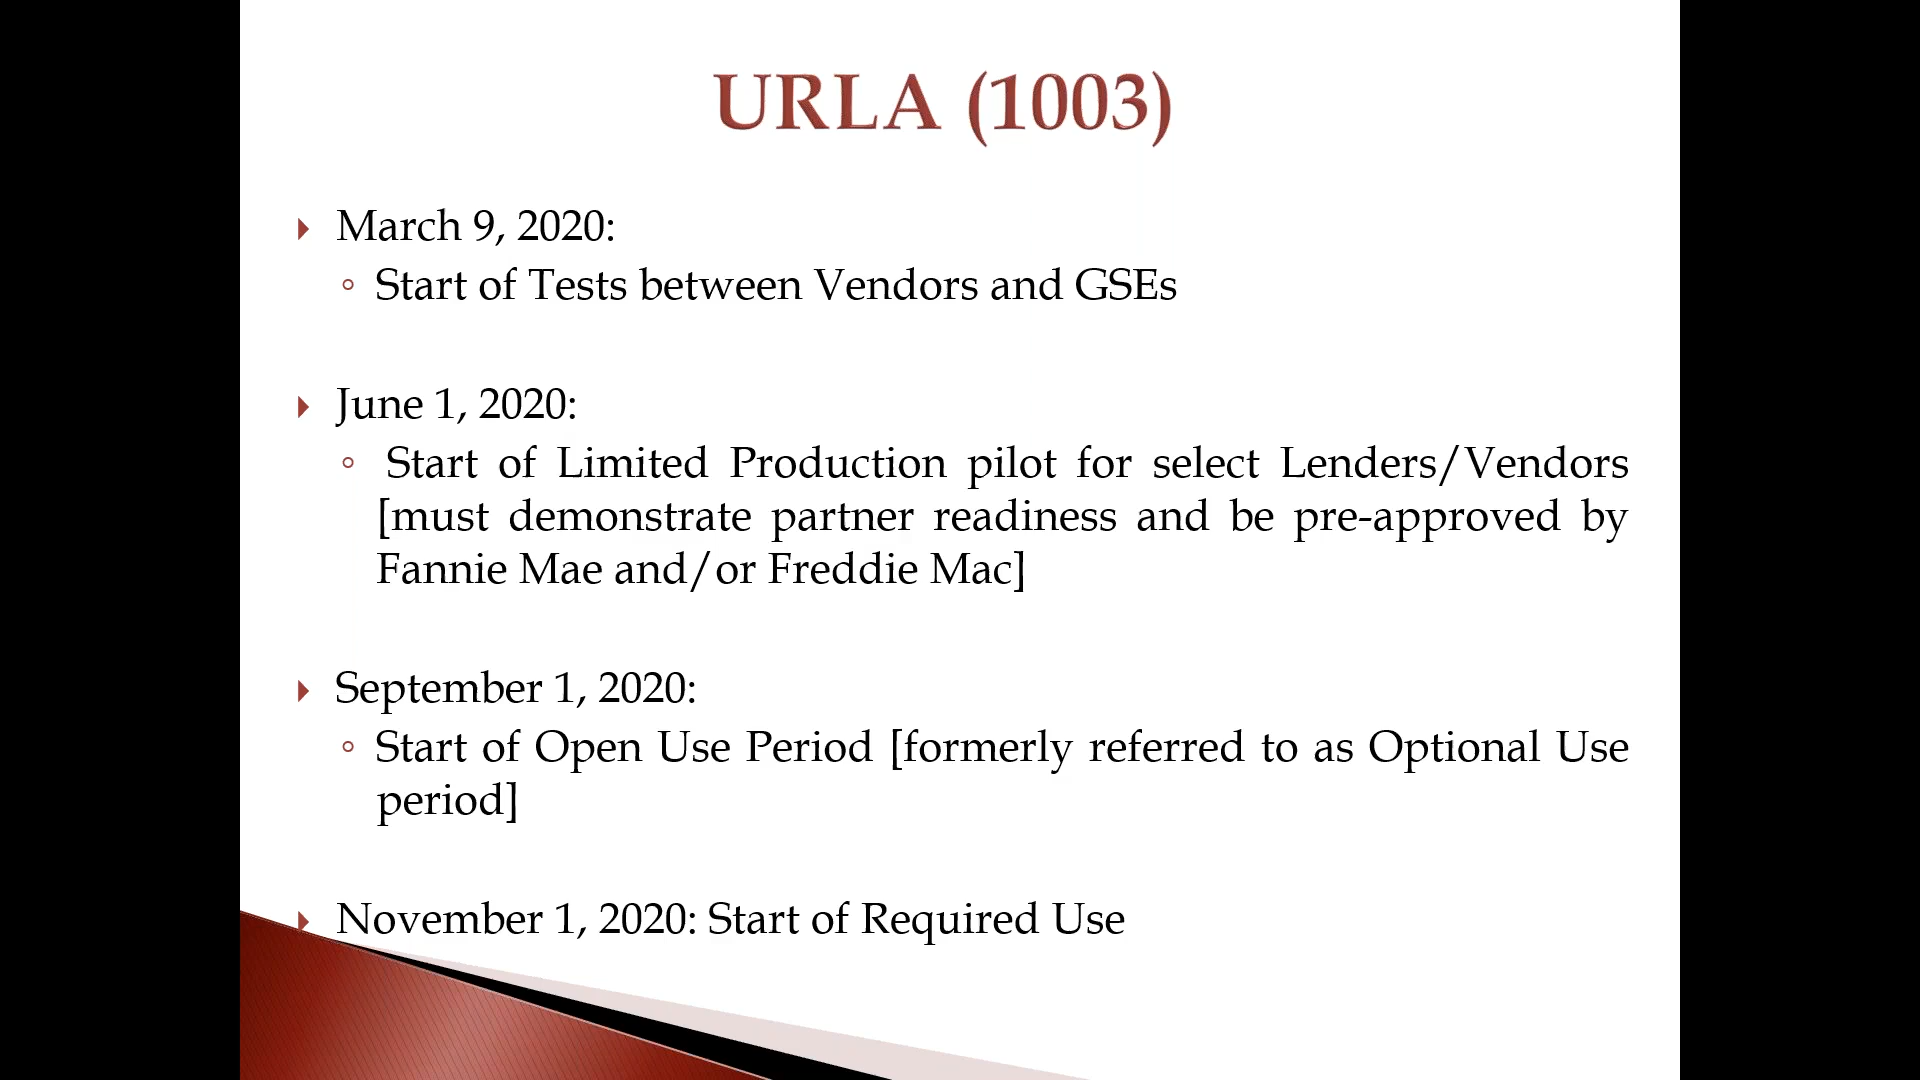 URLA (1003)
March 9, 2020:
Start of Tests between Vendors and GSEs
June 1, 2020:
Start of Limited Production pilot for select Lenders/Vendors
[must demonstrate partner readiness and be pre-approved by
Fannie Mae and/or Freddie Mac]
September 1, 2020:
Start of Open Use Period [formerly referred to as Optional Use
period]
November 1, 2020: Start of Required Use